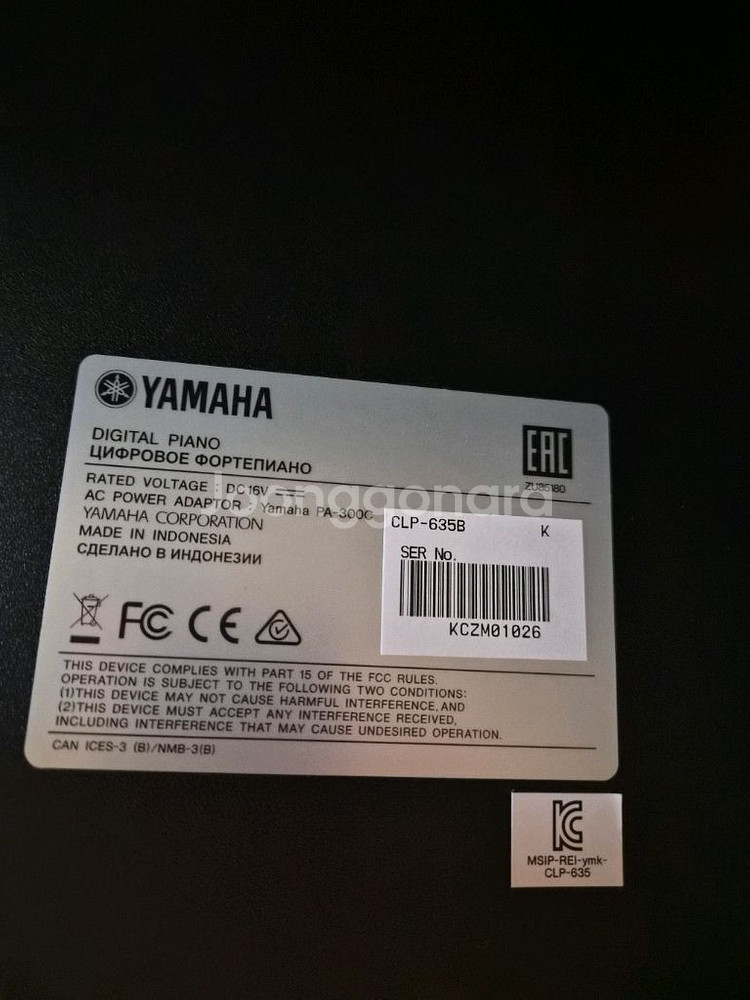 YAMAHA
DIGITAL PIANO
ЦИФРОВОЕ ФОРТЕПИАНО
EAC
ZU85180
RATED VOLTAGE : DC16V
AC POWER ADAPTOR : Yamaha PA-300C
YAMAHA CORPORATION
MADE IN INDONESIA
СДЕЛАНО В ИНДОНЕЗИИ
joonggonara
CLP-635B K
SER No.
KCZM01026
FC CE
THIS DEVICE COMPLIES WITH PART 15 OF THE FCC RULES.
OPERATION IS SUBJECT TO THE FOLLOWING TWO CONDITIONS:
(1)THIS DEVICE MAY NOT CAUSE HARMFUL INTERFERENCE, AND
(2)THIS DEVICE MUST ACCEPT ANY INTERFERENCE RECEIVED,
INCLUDING INTERFERENCE THAT MAY CAUSE UNDESIRED OPERATION.
CAN ICES-3 (B)/NMB-3(B)
MSIP-REI-ymk-
CLP-635